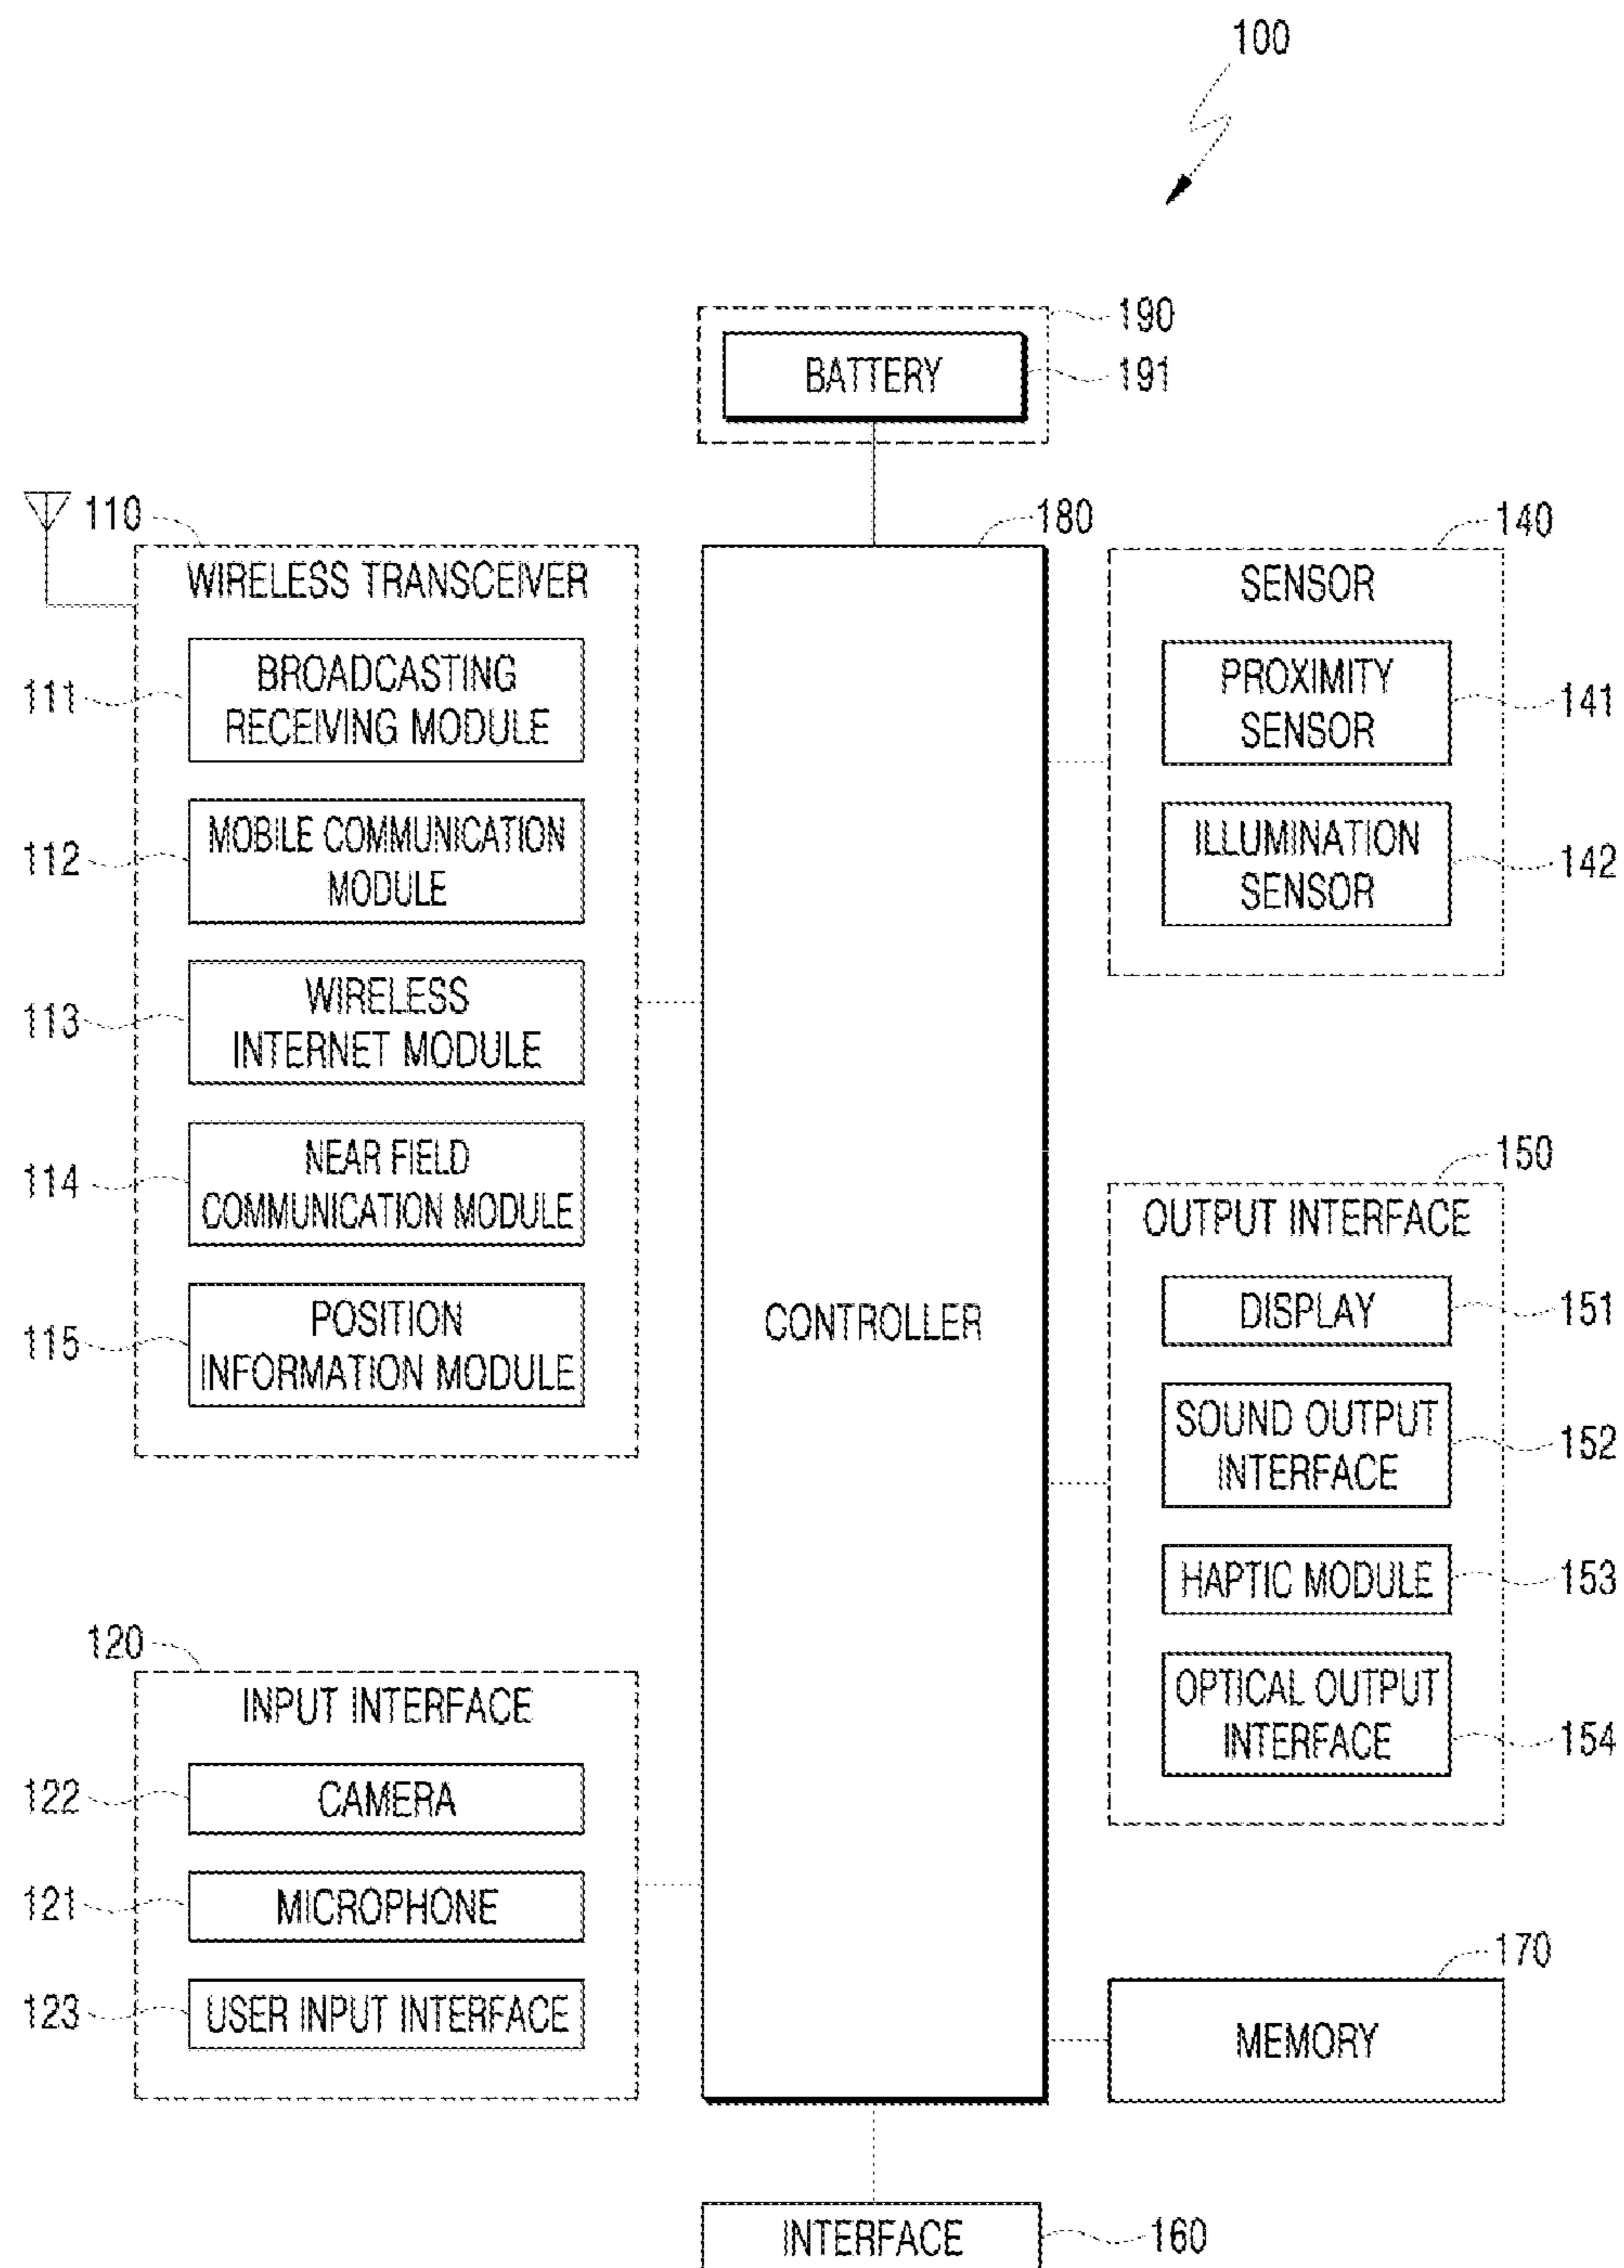 100
190
BATTERY
191
110
180
140
WIRELESS TRANSCEIVER
SENSOR
111
BROADCASTING
RECEIVING MODULE
PROXIMITY
SENSOR
141
112
MOBILE COMMUNICATION
MODULE
ILLUMINATION
SENSOR
142
113
WIRELESS
INTERNET MODULE
114
NEAR FIELD
COMMUNICATION MODULE
150
OUTPUT INTERFACE
115
POSITION
INFORMATION MODULE
CONTROLLER
DISPLAY
151
SOUND OUTPUT
INTERFACE
152
HAPTIC MODULE
153
120
INPUT INTERFACE
OPTICAL OUTPUT
INTERFACE
154
122
CAMERA
121
MICROPHONE
170
123
USER INPUT INTERFACE
MEMORY
INTERFACE
160